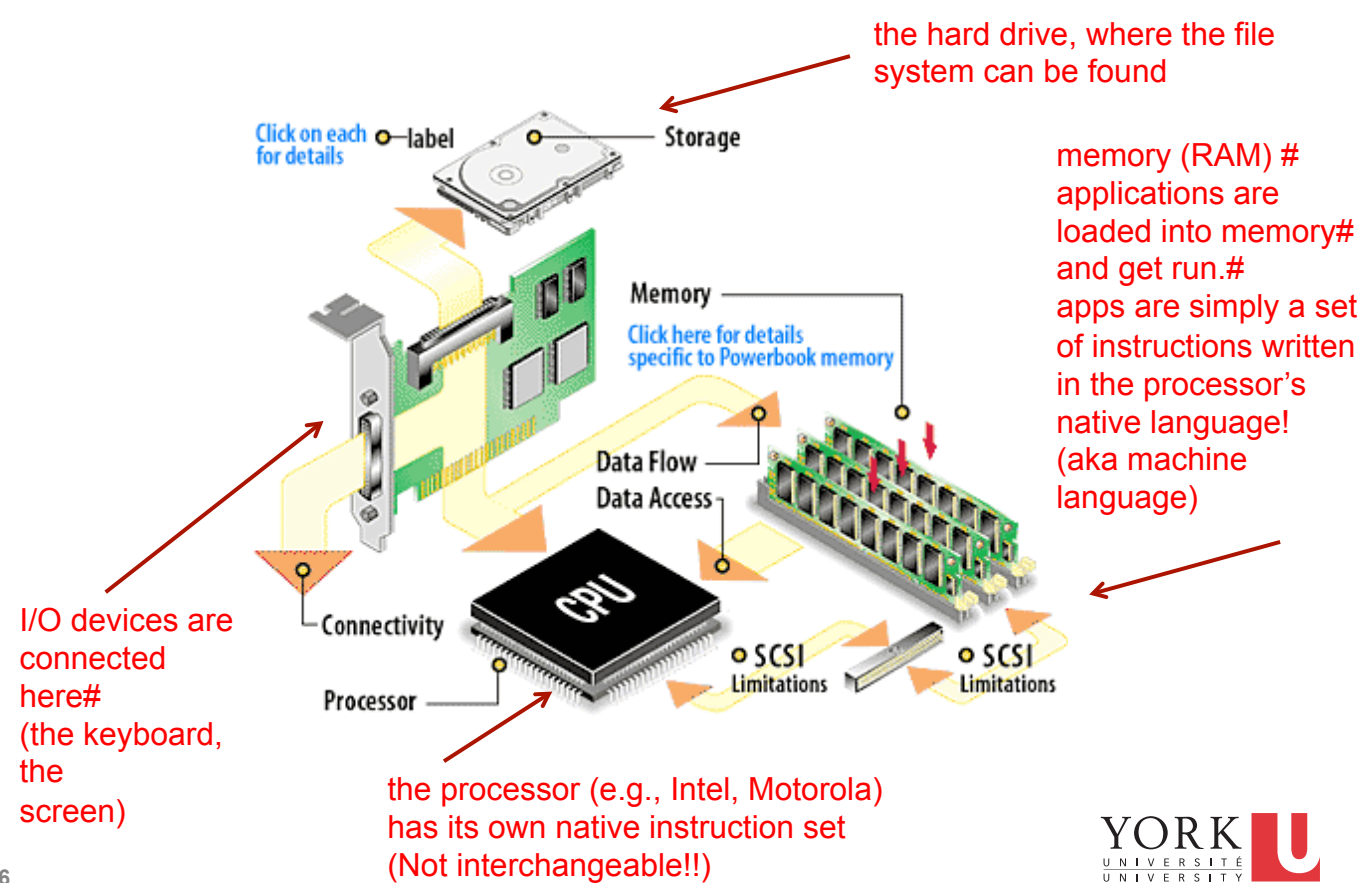 the hard drive, where the file
system can be found
Click on each label
for details
Storage
memory (RAM) #
applications are
loaded into memory#
and get run.#
apps are simply a set
of instructions written
in the processor’s
native language!
(aka machine
language)
Memory
Click here for details
specific to Powerbook memory
Data Flow
Data Access
CPU
I/O devices are
connected
here#
(the keyboard,
the
screen)
Connectivity
Processor
SCSI
Limitations
SCSI
Limitations
the processor (e.g., Intel, Motorola)
has its own native instruction set
(Not interchangeable!!)
6
YORK U
UNIVERSITÉ
UNIVERSITY